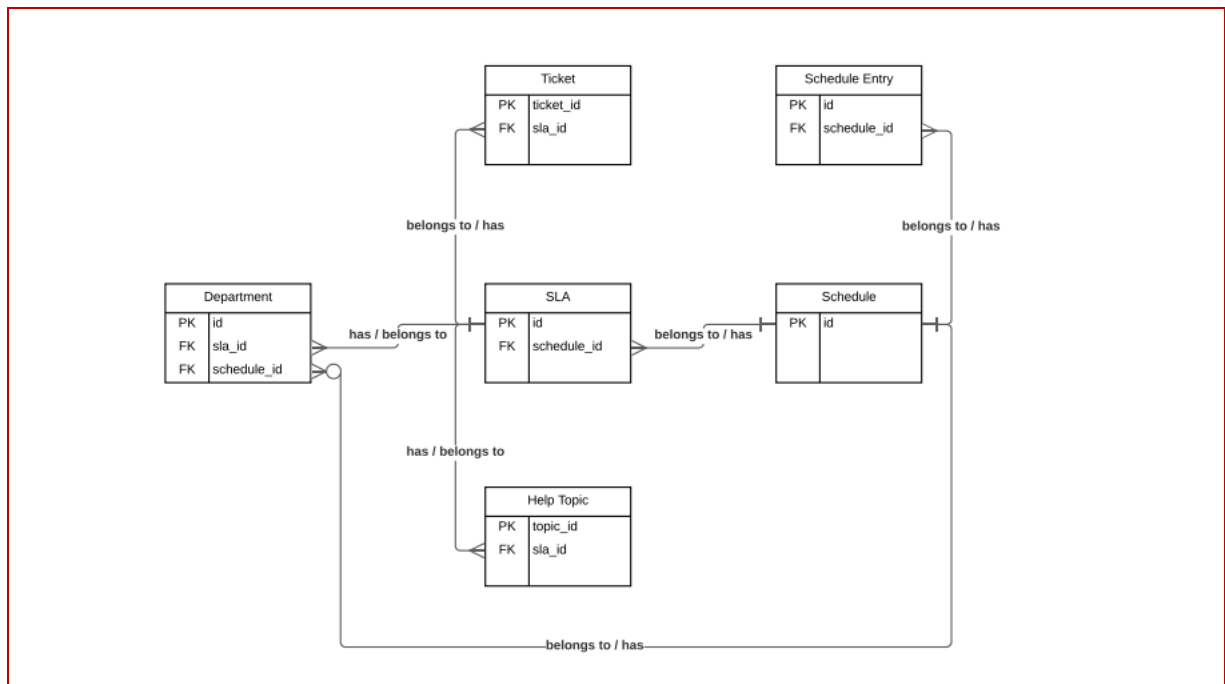 Ticket
PK ticket_id
FK sla_id
Schedule Entry
PK id
FK schedule_id
belongs to / has
belongs to / has
Department
PK id
FK sla_id
FK schedule_id
has / belongs to
SLA
PK id
FK schedule_id
belongs to / has
Schedule
PK id
has / belongs to
Help Topic
PK topic_id
FK sla_id
belongs to / has